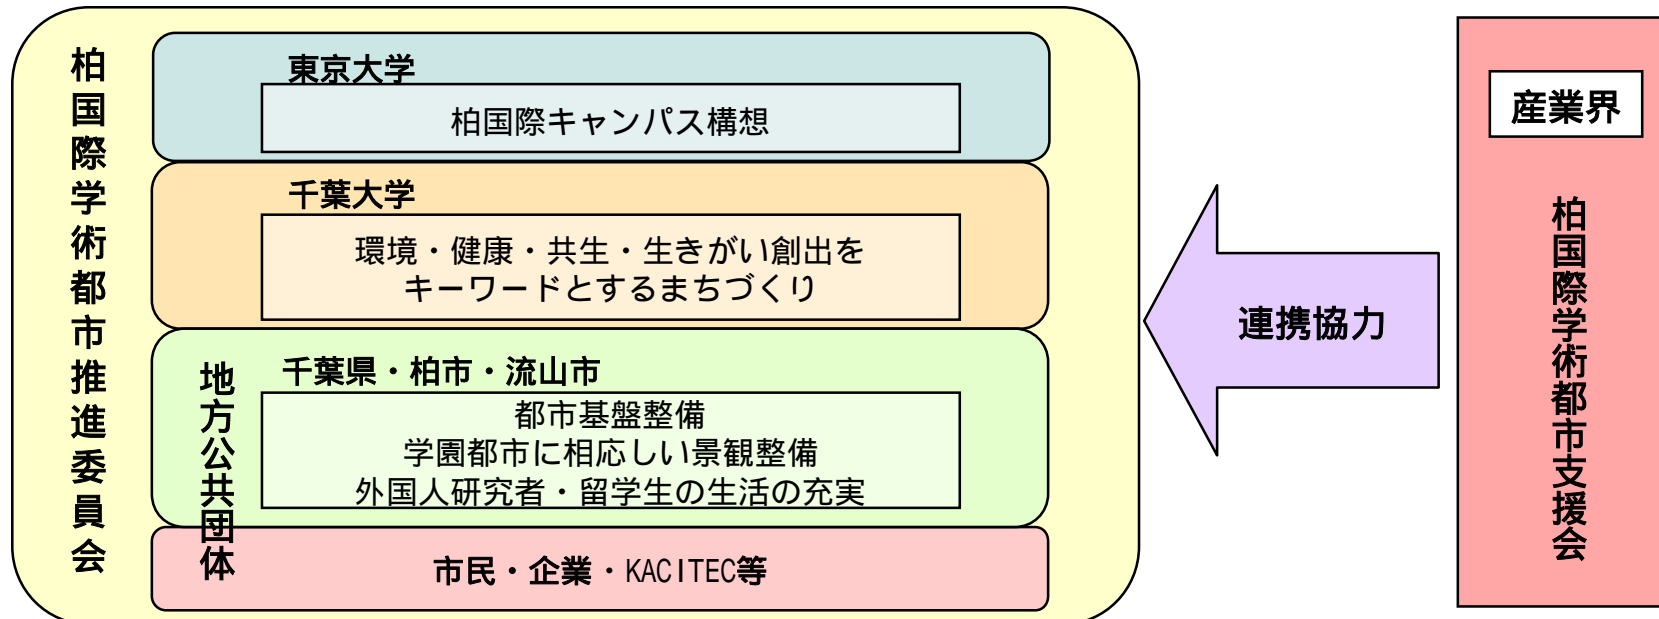 柏国際学術都市推進委員会
東京大学
柏国際キャンパス構想
千葉大学
環境・健康・共生・生きがい創出を
キーワードとするまちづくり
地方公共団体
千葉県・柏市・流山市
都市基盤整備
学園都市に相応しい景観整備
外国人研究者・留学生の生活の充実
市民・企業・KACITEC等
連携協力
産業界
柏国際学術都市支援会